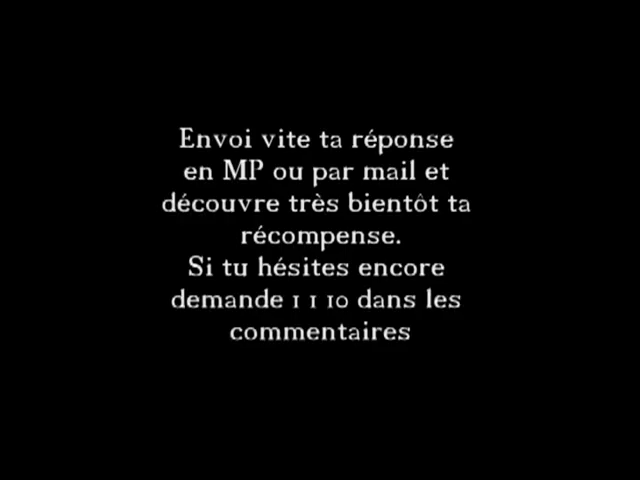 Envoi vite ta réponse
en MP ou par mail et
découvre très bientôt ta
récompense.
Si tu hésites encore
demande 1 1 10 dans les
commentaires